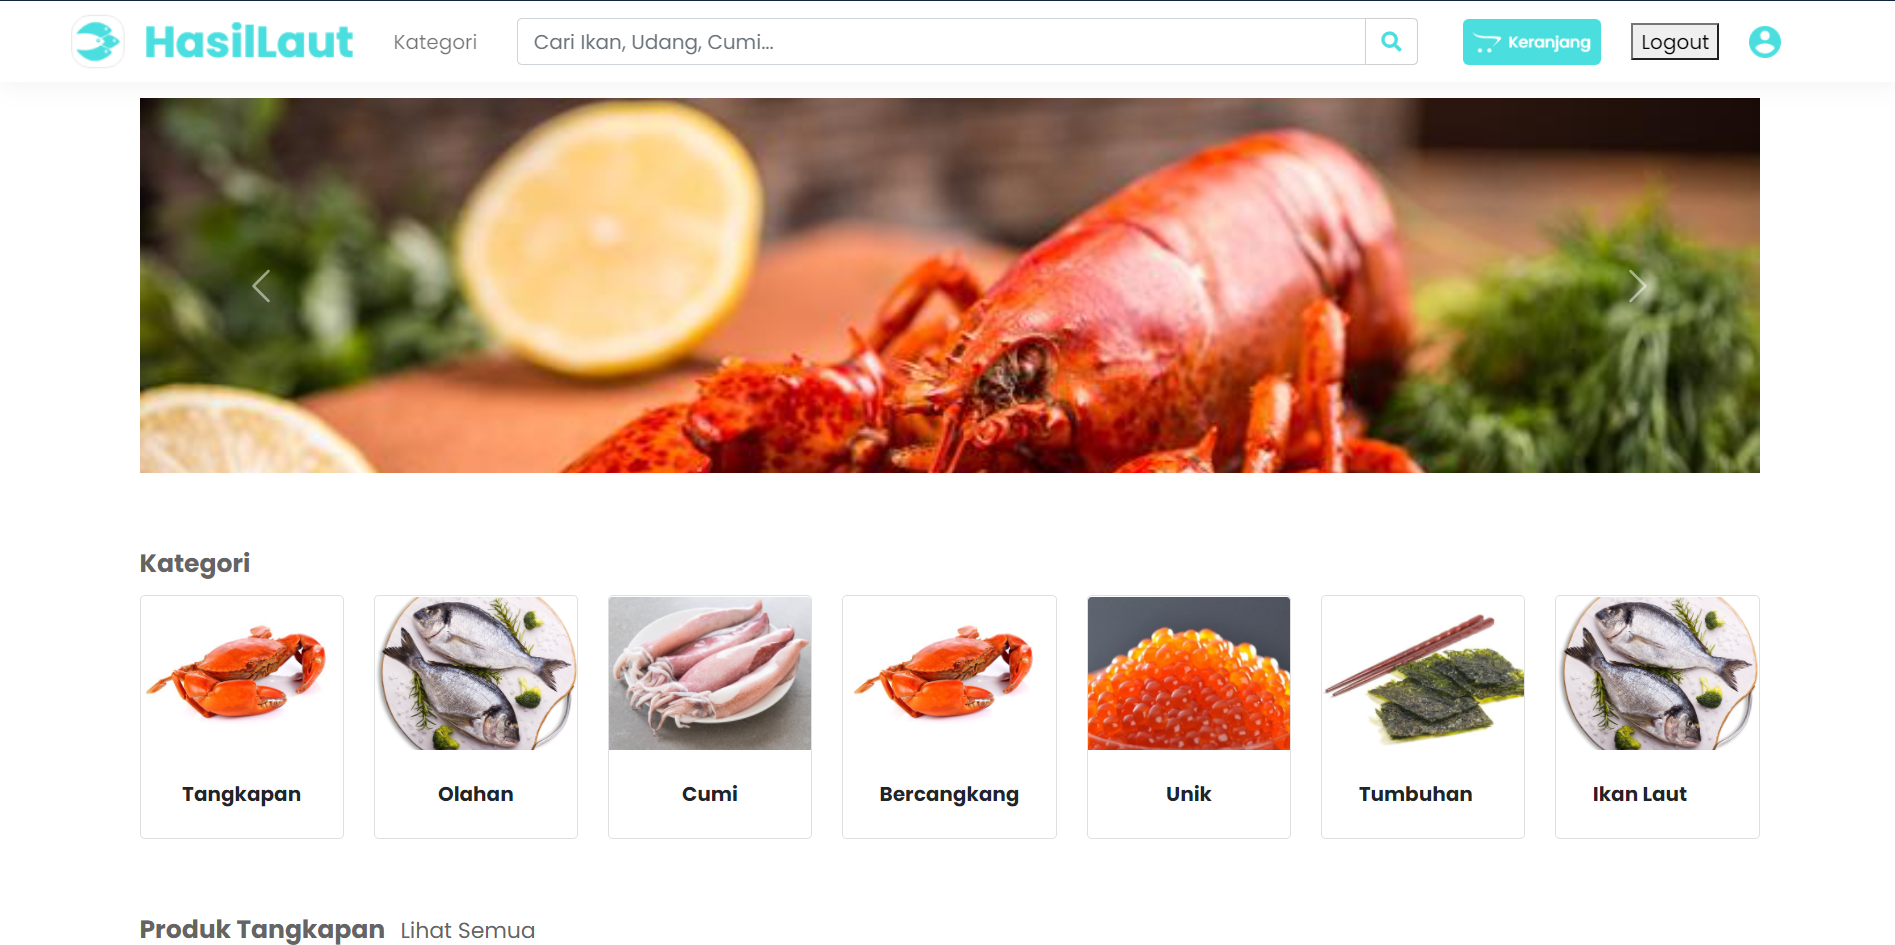 HasilLaut Kategori Cari Ikan, Udang, Cumi... Keranjang Logout
Kategori
Tangkapan Olahan Cumi Bercangkang Unik Tumbuhan Ikan Laut
Produk Tangkapan Lihat Semua